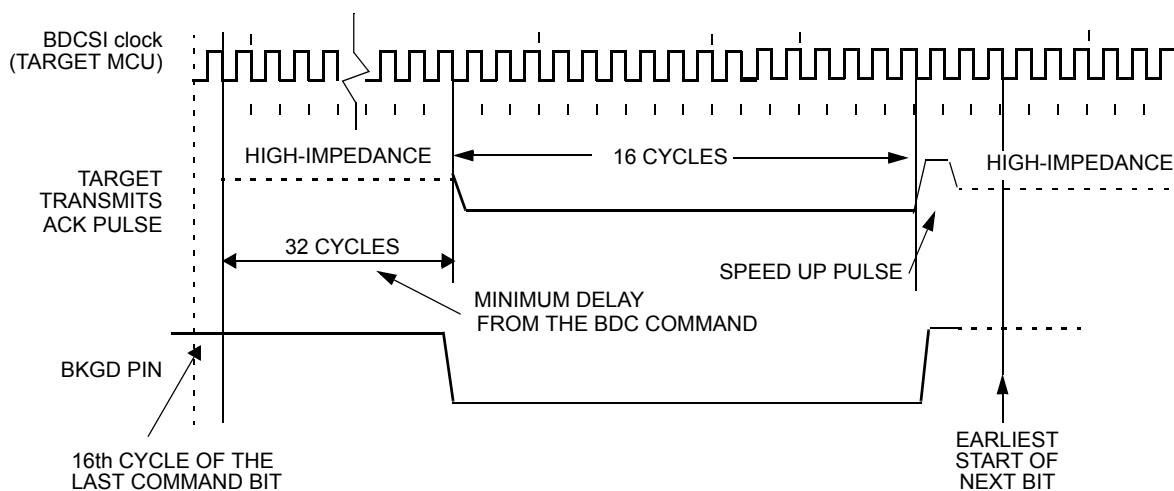 BDCSI clock
(TARGET MCU)
HIGH-IMPEDANCE
16 CYCLES
HIGH-IMPEDANCE
TARGET
TRANSMITS
ACK PULSE
32 CYCLES
SPEED UP PULSE
MINIMUM DELAY
FROM THE BDC COMMAND
BKGD PIN
16th CYCLE OF THE
LAST COMMAND BIT
EARLIEST
START OF
NEXT BIT